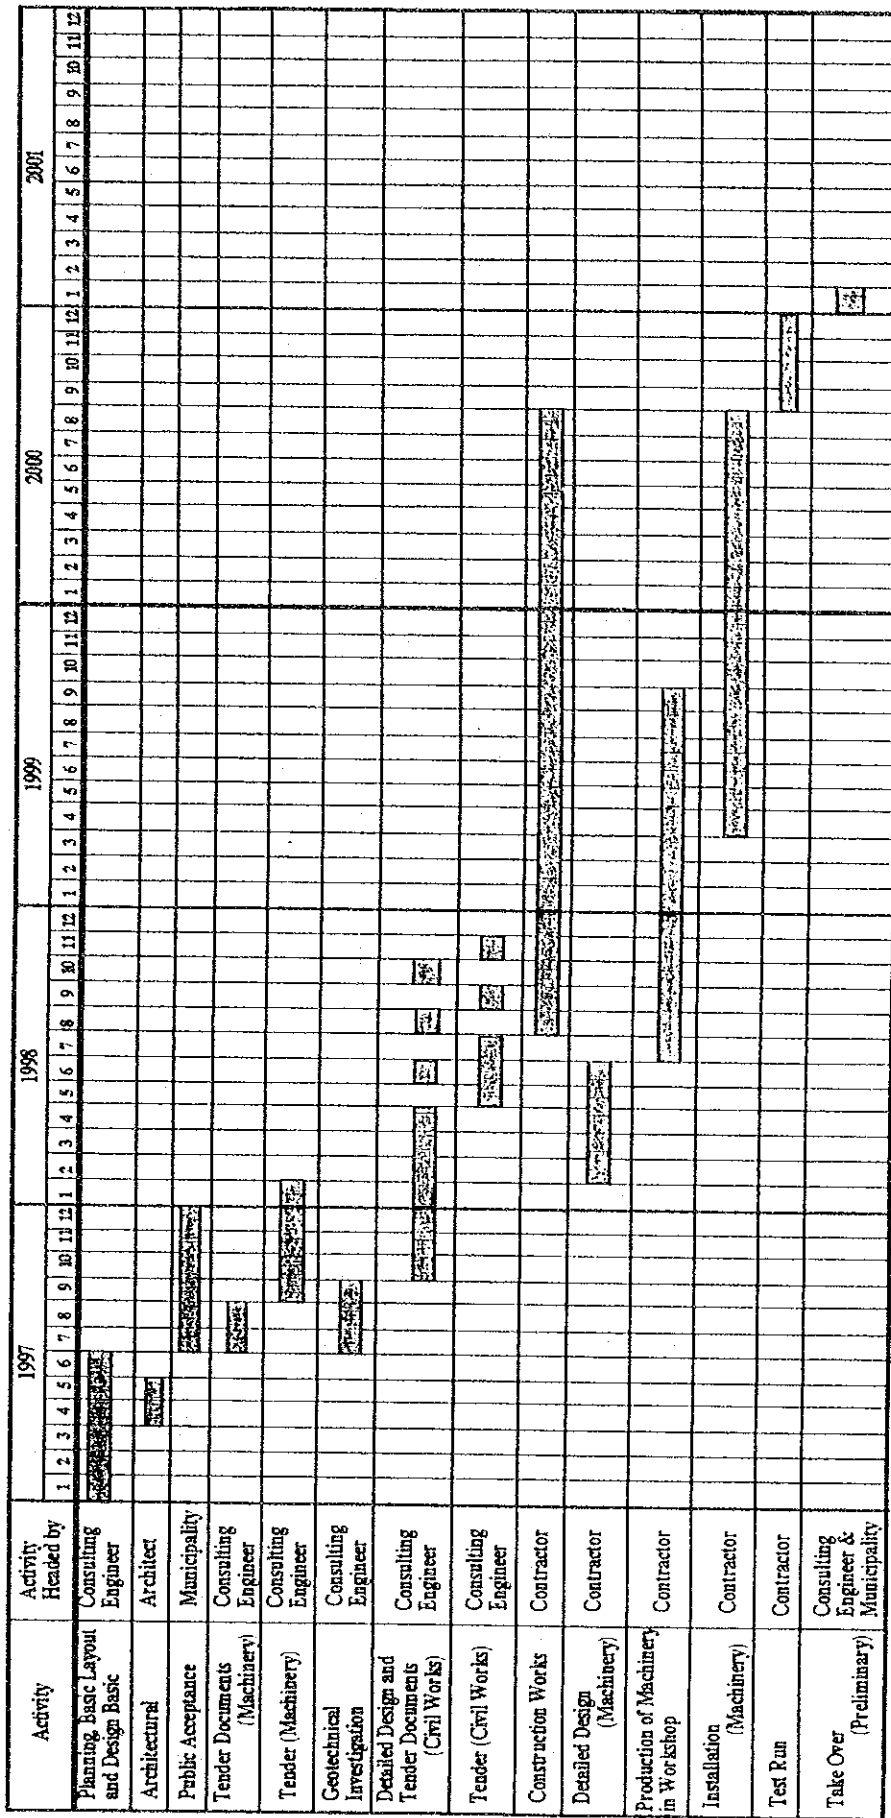 Activity
Activity
Headed by
1997
1998
1999
2000
2001
1 2 3 4 5 6 7 8 9 10 11 12 1 2 3 4 5 6 7 8 9 10 11 12 1 2 3 4 5 6 7 8 9 10 11 12 1 2 3 4 5 6 7 8 9 10 11 12 1 2 3 4 5 6 7 8 9 10 11 12
Planning, Basic Layout
and Design Basic
Consulting
Engineer
Architectural
Architect
Public Acceptance
Municipality
Tender Documents
(Machinery)
Consulting
Engineer
Tender (Machinery)
Consulting
Engineer
Geotechnical
Investigation
Consulting
Engineer
Detailed Design and
Tender Documents
(Civil Works)
Consulting
Engineer
Tender (Civil Works)
Consulting
Engineer
Construction Works
Contractor
Detailed Design
(Machinery)
Contractor
Production of Machinery
in Workshop
Contractor
Installation
(Machinery)
Contractor
Test Run
Contractor
Take Over
(Preliminary)
Consulting
Engineer &
Municipality